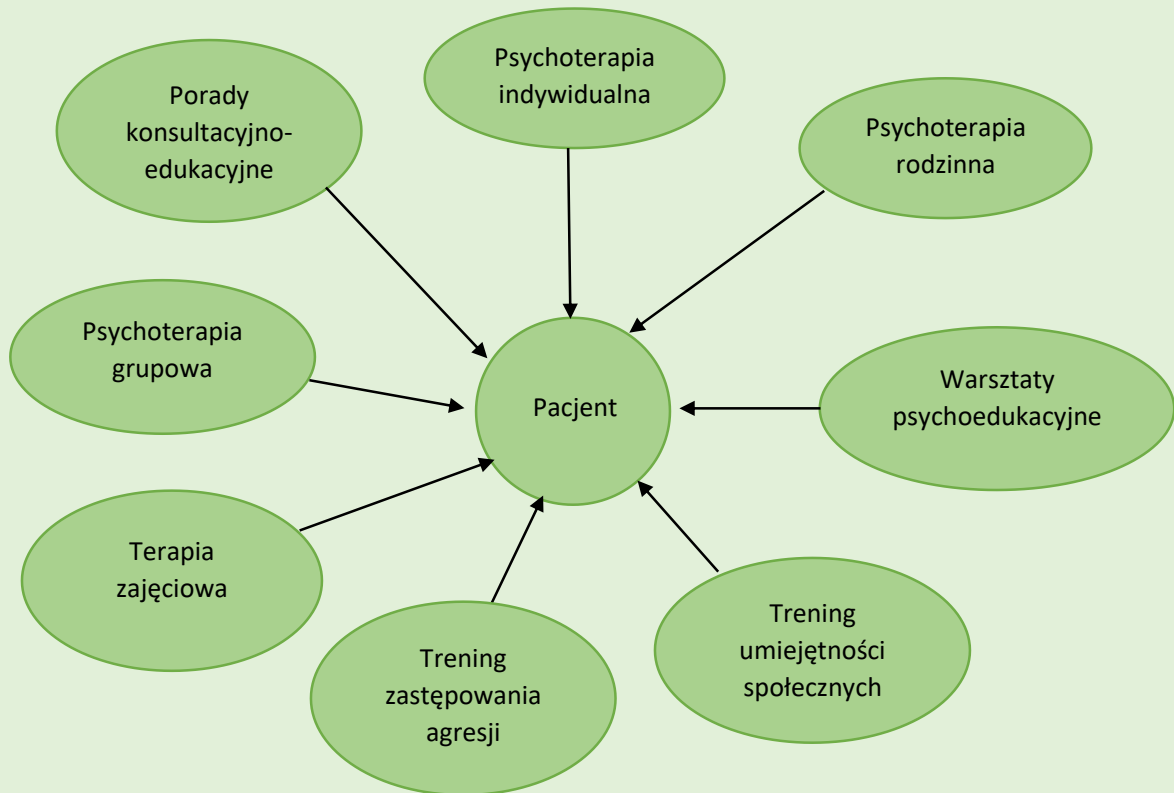 Psychoterapia
indywidualna
Porady
konsultacyjno-
edukacyjne
Psychoterapia
rodzinna
Psychoterapia
grupowa
Pacjent
Warsztaty
psychoedukacyjne
Terapia
zajęciowa
Trening
zastępowania
agresji
Trening
umiejętności
społecznych